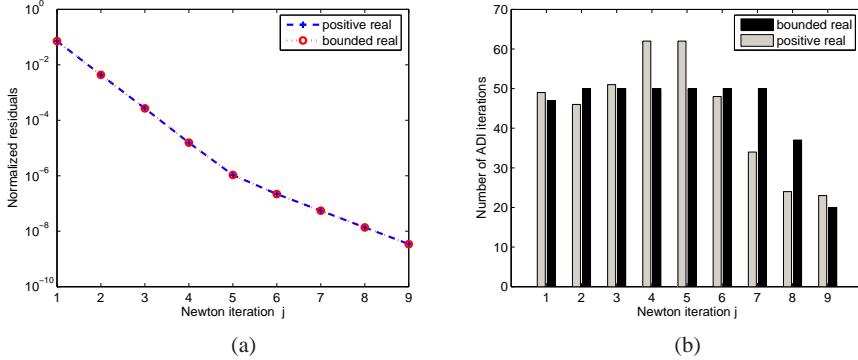 10^0
10^-2
10^-4
10^-6
10^-8
10^-10
Normalized residuals
positive real
bounded real
1 2 3 4 5 6 7 8 9
Newton iteration j
(a)
70
60
50
40
30
20
10
0
Number of ADI iterations
bounded real
positive real
1 2 3 4 5 6 7 8 9
Newton iteration j
(b)